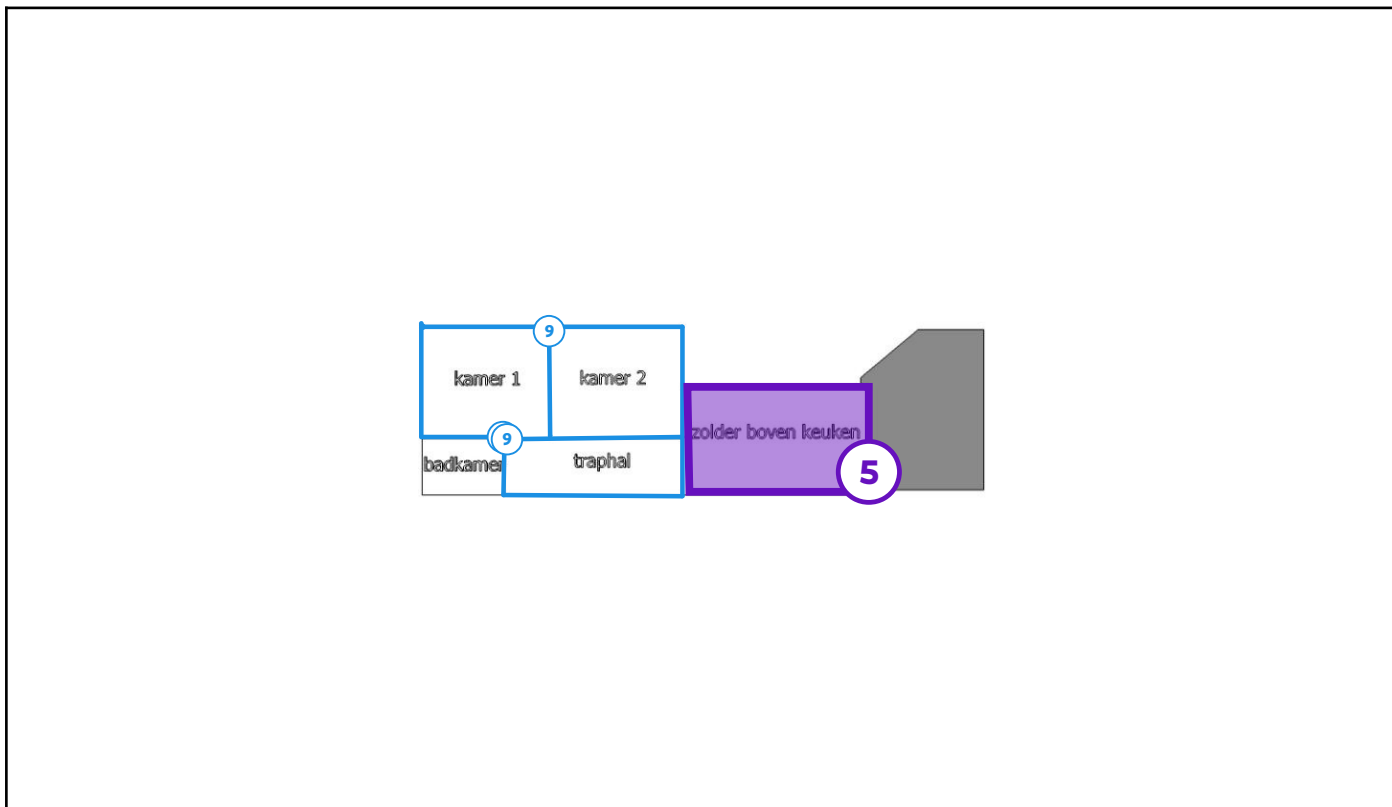 9
kamer 1
kamer 2
zolder boven keuken
9
badkamer
traphal
5